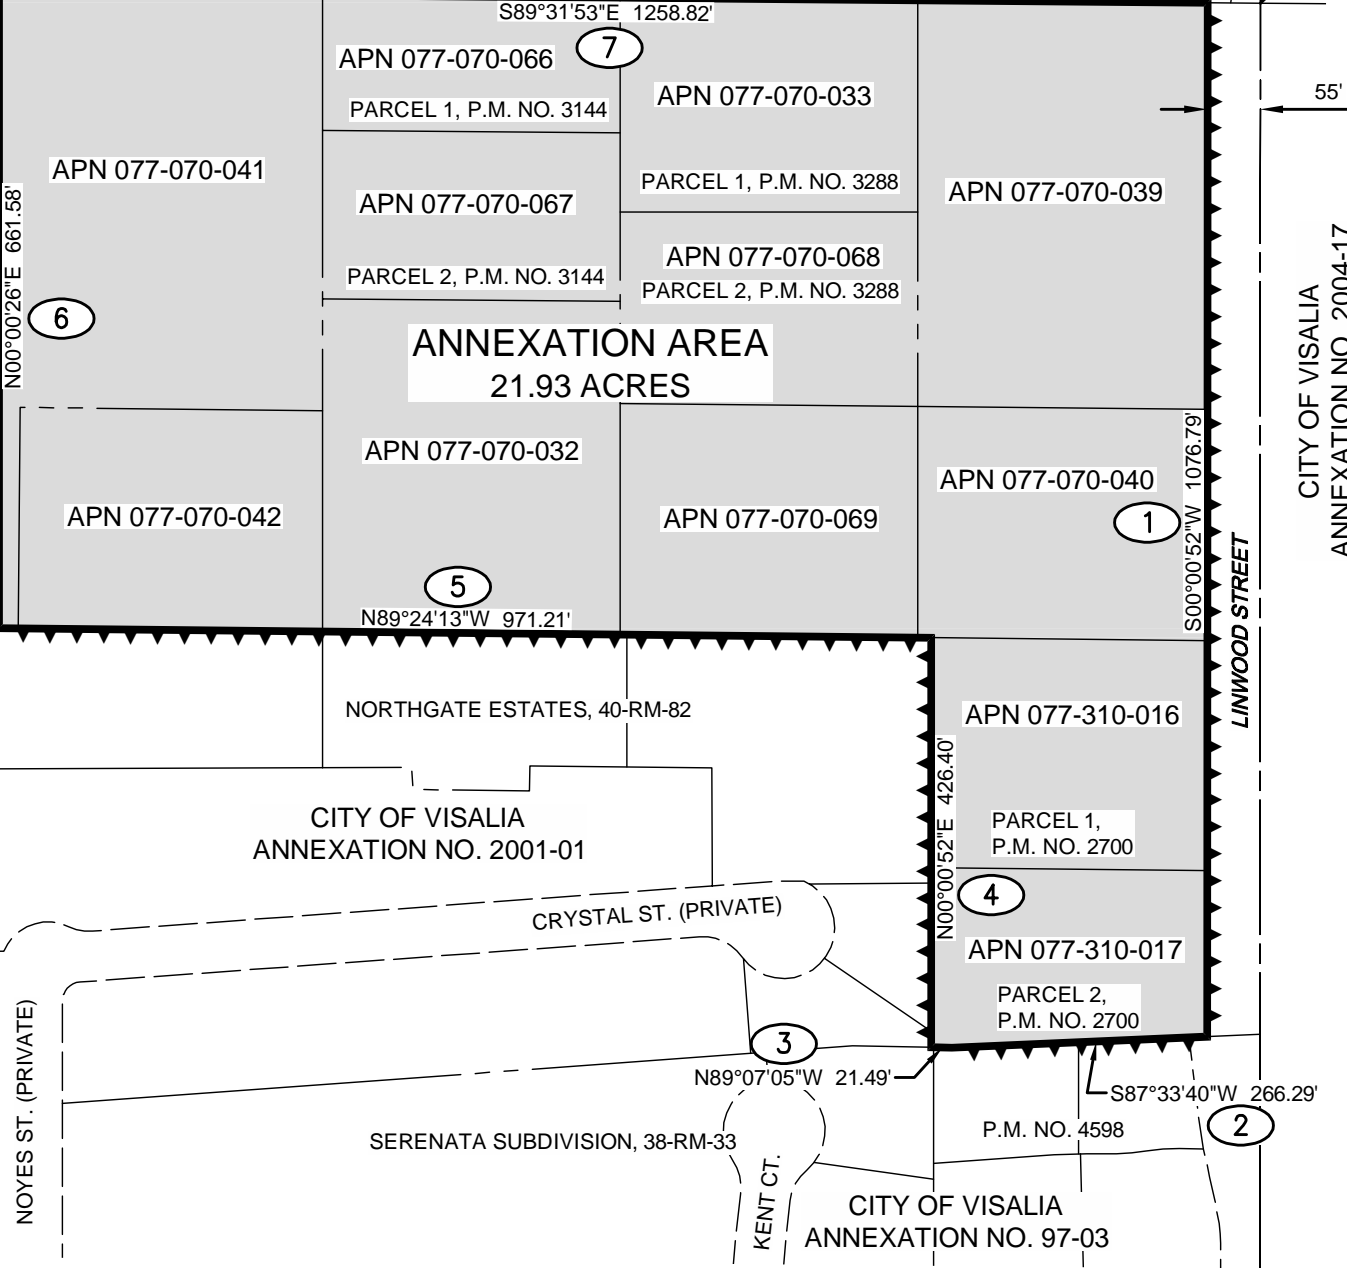 S89°31'53"E 1258.82'
7
APN 077-070-066
PARCEL 1, P.M. NO. 3144
APN 077-070-033
PARCEL 1, P.M. NO. 3288
55'
APN 077-070-041
APN 077-070-067
PARCEL 2, P.M. NO. 3144
APN 077-070-068
PARCEL 2, P.M. NO. 3288
APN 077-070-039
N00°00'26"E 661.58'
6
ANNEXATION AREA
21.93 ACRES
CITY OF VISALIA
ANNEXATION NO. 2004-17
APN 077-070-032
APN 077-070-042
APN 077-070-069
APN 077-070-040
1
S00°00'52"W 1076.79'
LINWOOD STREET
5
N89°24'13"W 971.21'
NORTHGATE ESTATES, 40-RM-82
APN 077-310-016
PARCEL 1,
P.M. NO. 2700
N00°00'52"E 426.40'
4
CITY OF VISALIA
ANNEXATION NO. 2001-01
CRYSTAL ST. (PRIVATE)
APN 077-310-017
PARCEL 2,
P.M. NO. 2700
NOYES ST. (PRIVATE)
3
N89°07'05"W 21.49'
S87°33'40"W 266.29'
2
P.M. NO. 4598
SERENATA SUBDIVISION, 38-RM-33
KENT CT.
CITY OF VISALIA
ANNEXATION NO. 97-03